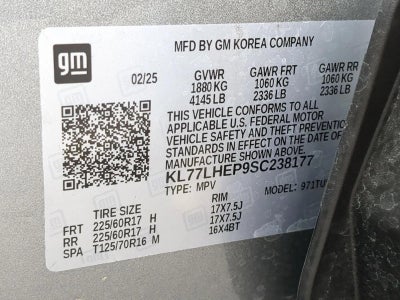 gm
MFD BY GM KOREA COMPANY
02/25 GVWR GAWR FRT GAWR RR
1880 KG 1060 KG 1060 KG
4145 LB 2336 LB 2336 LB
THIS VEHICLE CONFORMS TO ALL
APPLICABLE U.S. FEDERAL MOTOR
VEHICLE SAFETY AND THEFT PREVENTION
STANDARDS IN EFFECT ON THE DATE OF
MANUFACTURE SHOWN ABOVE.
KL77LHEP9SC238177
TYPE: MPV MODEL:
TIRE SIZE RIM
FRT 225/60R17 H 17X7.5J
RR 225/60R17 H 17X7.5J
SPA T125/70R16 M 16X4BT